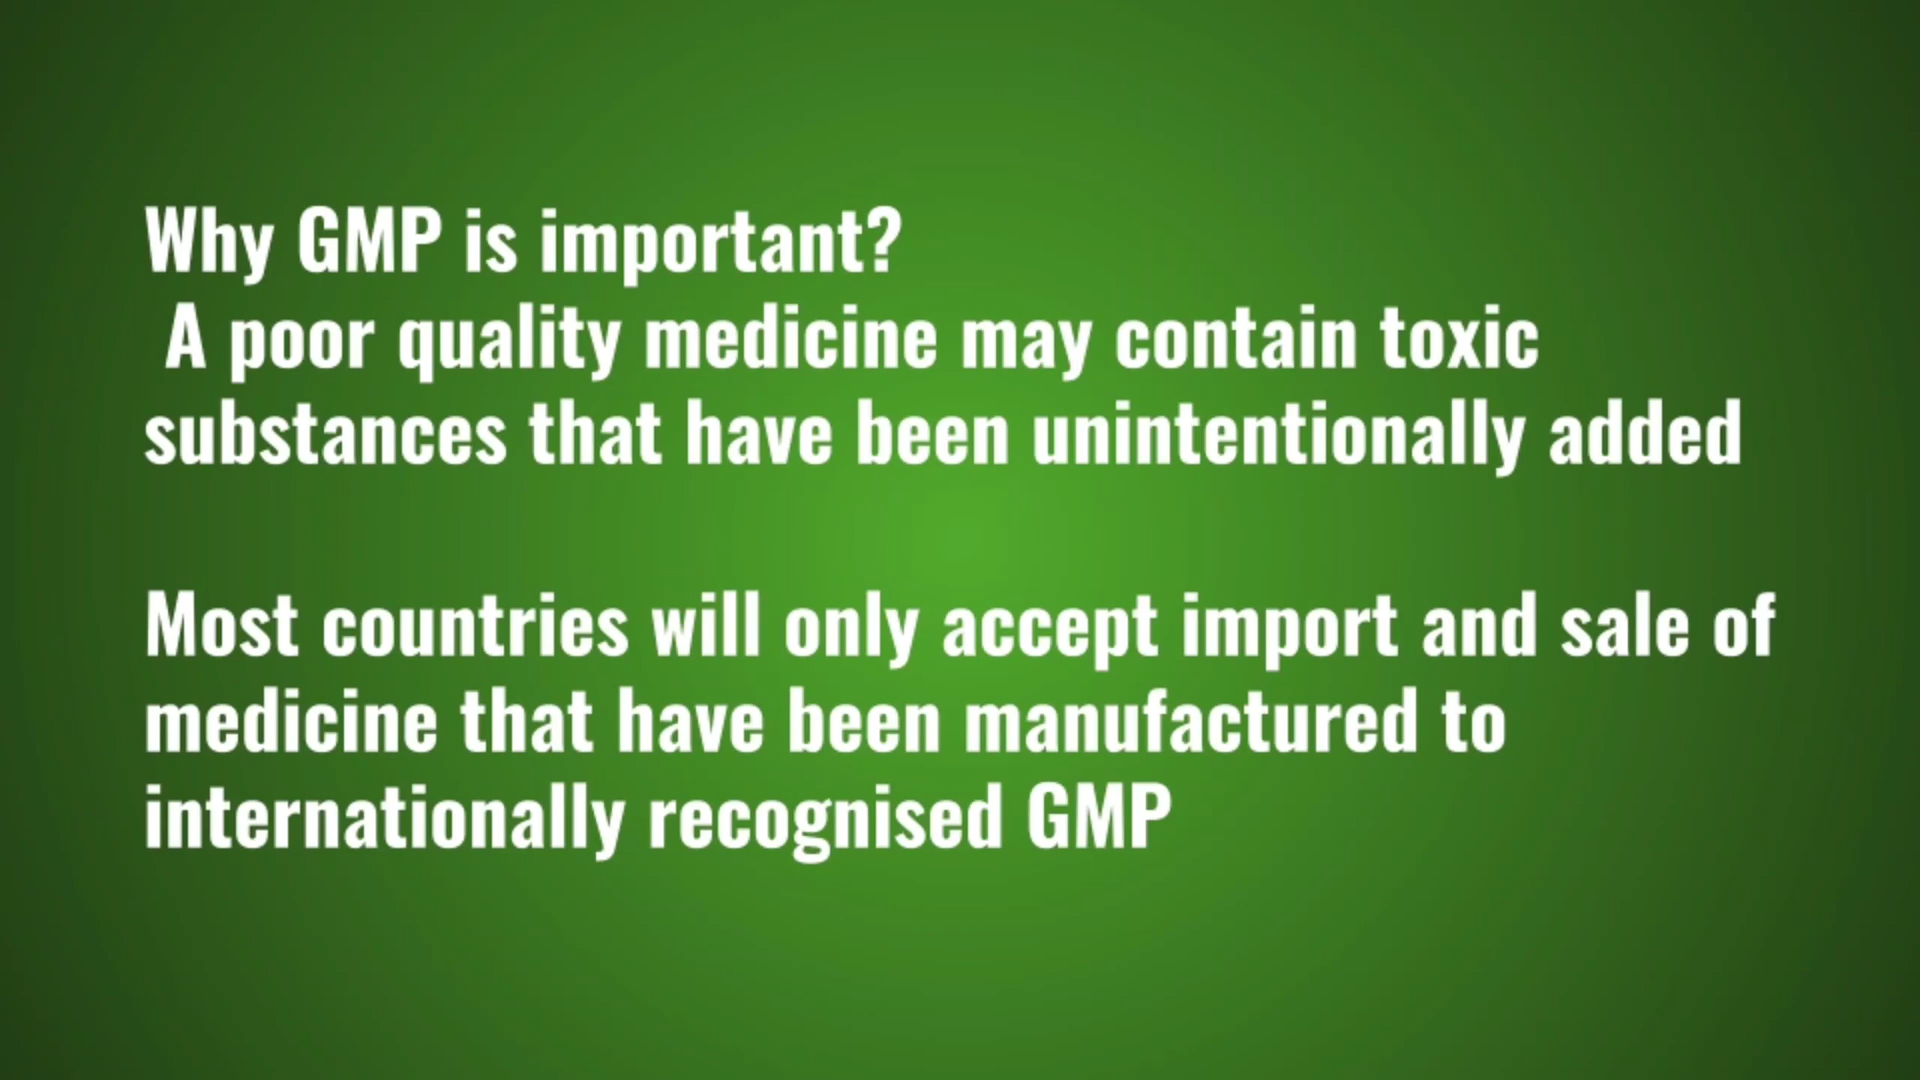 Why GMP is important?
A poor quality medicine may contain toxic
substances that have been unintentionally added
Most countries will only accept import and sale of
medicine that have been manufactured to
internationally recognised GMP